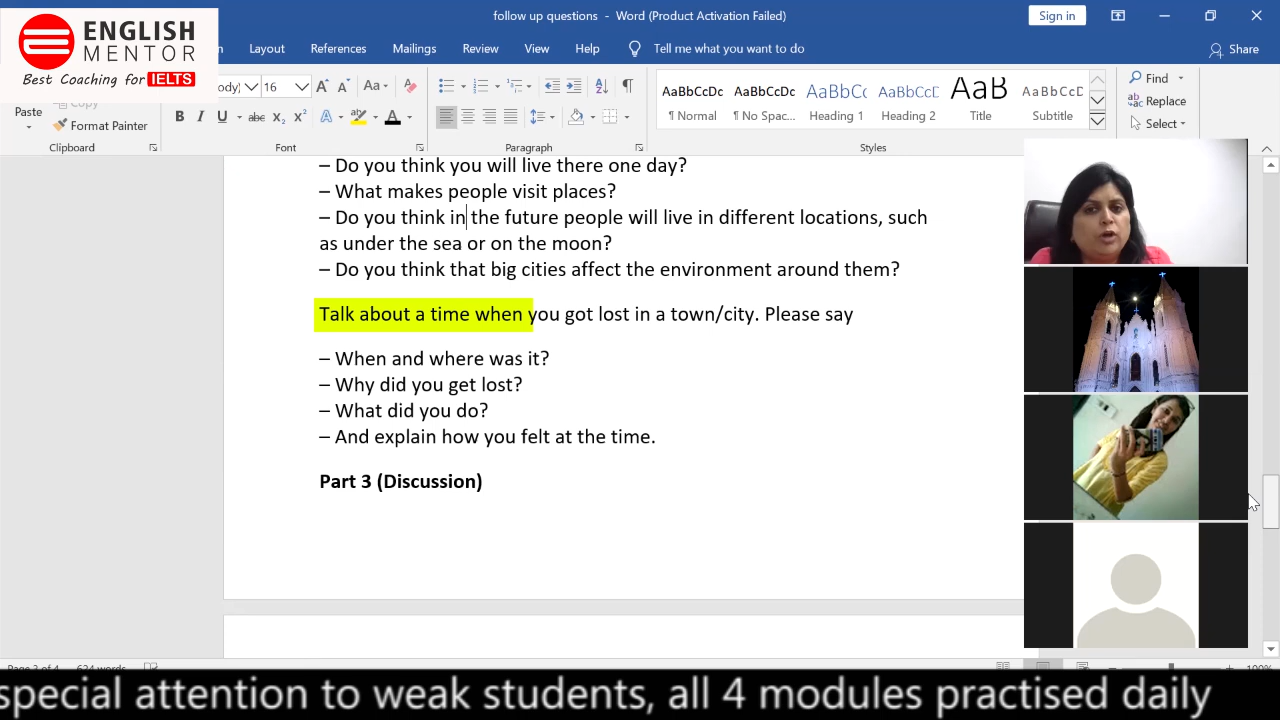 follow up questions - Word (Product Activation Failed)
Sign in
ENGLISH
MENTOR
Best Coaching for IELTS
Layout References Mailings Review View Help Tell me what you want to do
Share
16
Aa
Find
AaBbCcDc AaBbCcDc AaBbCc AaBbCcD AaB AaBbCcD
Copy
Paste
Format Painter
B I U abc X₂ X²
¶ Normal ¶ No Spac... Heading 1 Heading 2 Title Subtitle
Replace
Select
Clipboard Font Paragraph Styles
– Do you think you will live there one day?
– What makes people visit places?
– Do you think in the future people will live in different locations, such
as under the sea or on the moon?
– Do you think that big cities affect the environment around them?
Talk about a time when you got lost in a town/city. Please say
– When and where was it?
– Why did you get lost?
– What did you do?
– And explain how you felt at the time.
Part 3 (Discussion)
special attention to weak students, all 4 modules practised daily